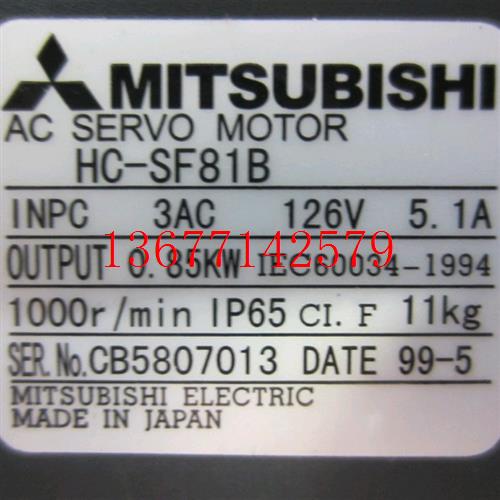 MITSUBISHI
AC SERVO MOTOR
HC-SF81B
INPC 3AC 126V 5.1A
13677142579
OUTPUT 0.85KW IEC60034-1994
1000r/min IP65 CI. F 11kg
SER.No.CB5807013 DATE 99-5
MITSUBISHI ELECTRIC
MADE IN JAPAN